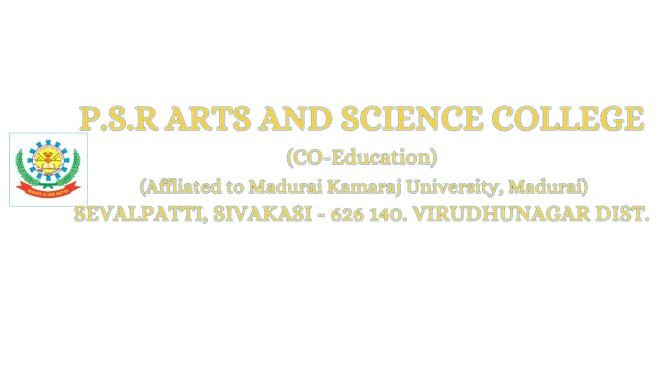 P.S.R ARTS AND SCIENCE COLLEGE
(CO-Education)
(Affliated to Madurai Kamaraj University, Madurai)
SEVALPATTI, SIVAKASI - 626 140. VIRUDHUNAGAR DIST.